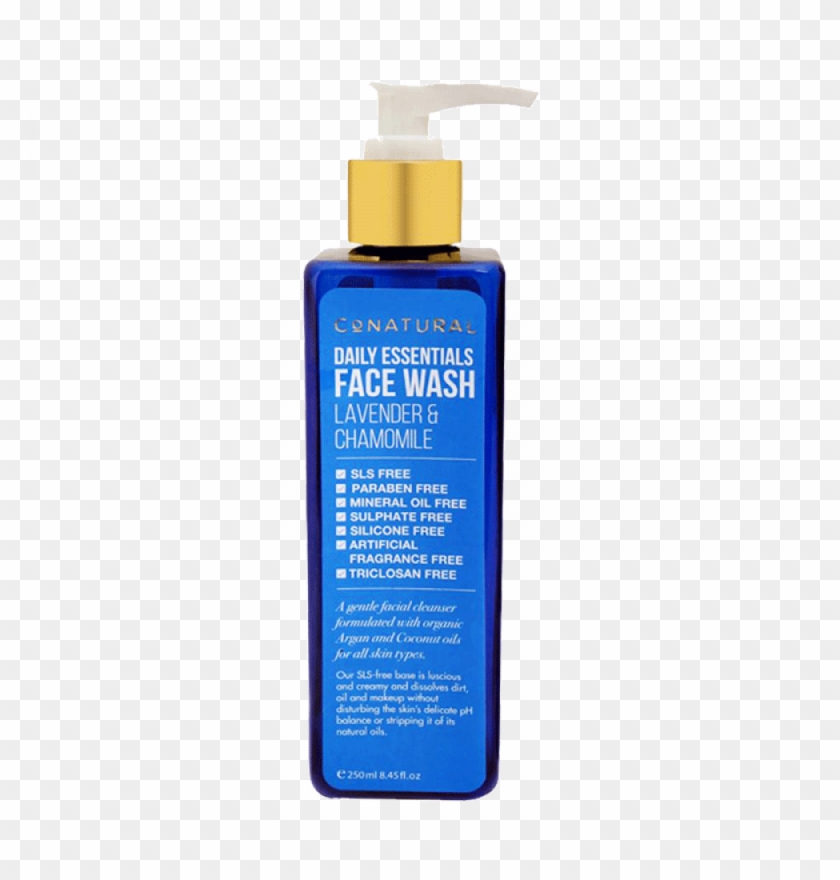 CONATURAL
DAILY ESSENTIALS
FACE WASH
LAVENDER &
CHAMOMILE
SLS FREE
PARABEN FREE
MINERAL OIL FREE
SULPHATE FREE
SILICONE FREE
ARTIFICIAL
FRAGRANCE FREE
TRICLOSAN FREE
A gentle facial cleanser
formulated with organic
Argan and Coconut oils
for all skin types.
Our SLS-free base is luscious
and creamy and dissolves dirt,
oil and makeup without
disturbing the skin's delicate pH
balance or stripping it of its
natural oils.
℮ 250ml 8.45fl.oz